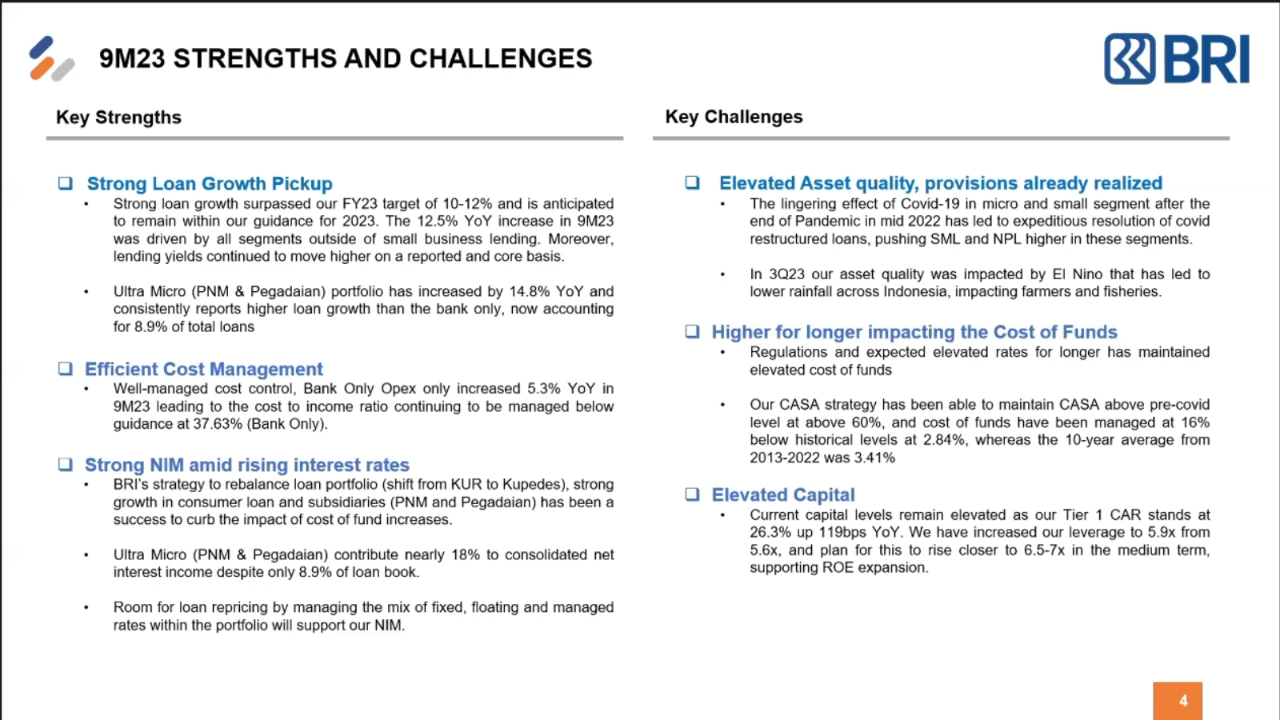 9M23 STRENGTHS AND CHALLENGES
BRI
Key Strengths
Strong Loan Growth Pickup
• Strong loan growth surpassed our FY23 target of 10-12% and is anticipated
to remain within our guidance for 2023. The 12.5% YoY increase in 9M23
was driven by all segments outside of small business lending. Moreover,
lending yields continued to move higher on a reported and core basis.
• Ultra Micro (PNM & Pegadaian) portfolio has increased by 14.8% YoY and
consistently reports higher loan growth than the bank only, now accounting
for 8.9% of total loans
Efficient Cost Management
• Well-managed cost control, Bank Only Opex only increased 5.3% YoY in
9M23 leading to the cost to income ratio continuing to be managed below
guidance at 37.63% (Bank Only).
Strong NIM amid rising interest rates
• BRI's strategy to rebalance loan portfolio (shift from KUR to Kupedes), strong
growth in consumer loan and subsidiaries (PNM and Pegadaian) has been a
success to curb the impact of cost of fund increases.
• Ultra Micro (PNM & Pegadaian) contribute nearly 18% to consolidated net
interest income despite only 8.9% of loan book.
• Room for loan repricing by managing the mix of fixed, floating and managed
rates within the portfolio will support our NIM.
Key Challenges
Elevated Asset quality, provisions already realized
• The lingering effect of Covid-19 in micro and small segment after the
end of Pandemic in mid 2022 has led to expeditious resolution of covid
restructured loans, pushing SML and NPL higher in these segments.
• In 3Q23 our asset quality was impacted by El Nino that has led to
lower rainfall across Indonesia, impacting farmers and fisheries.
Higher for longer impacting the Cost of Funds
• Regulations and expected elevated rates for longer has maintained
elevated cost of funds
• Our CASA strategy has been able to maintain CASA above pre-covid
level at above 60%, and cost of funds have been managed at 16%
below historical levels at 2.84%, whereas the 10-year average from
2013-2022 was 3.41%
Elevated Capital
• Current capital levels remain elevated as our Tier 1 CAR stands at
26.3% up 119bps YoY. We have increased our leverage to 5.9x from
5.6x, and plan for this to rise closer to 6.5-7x in the medium term,
supporting ROE expansion.
4